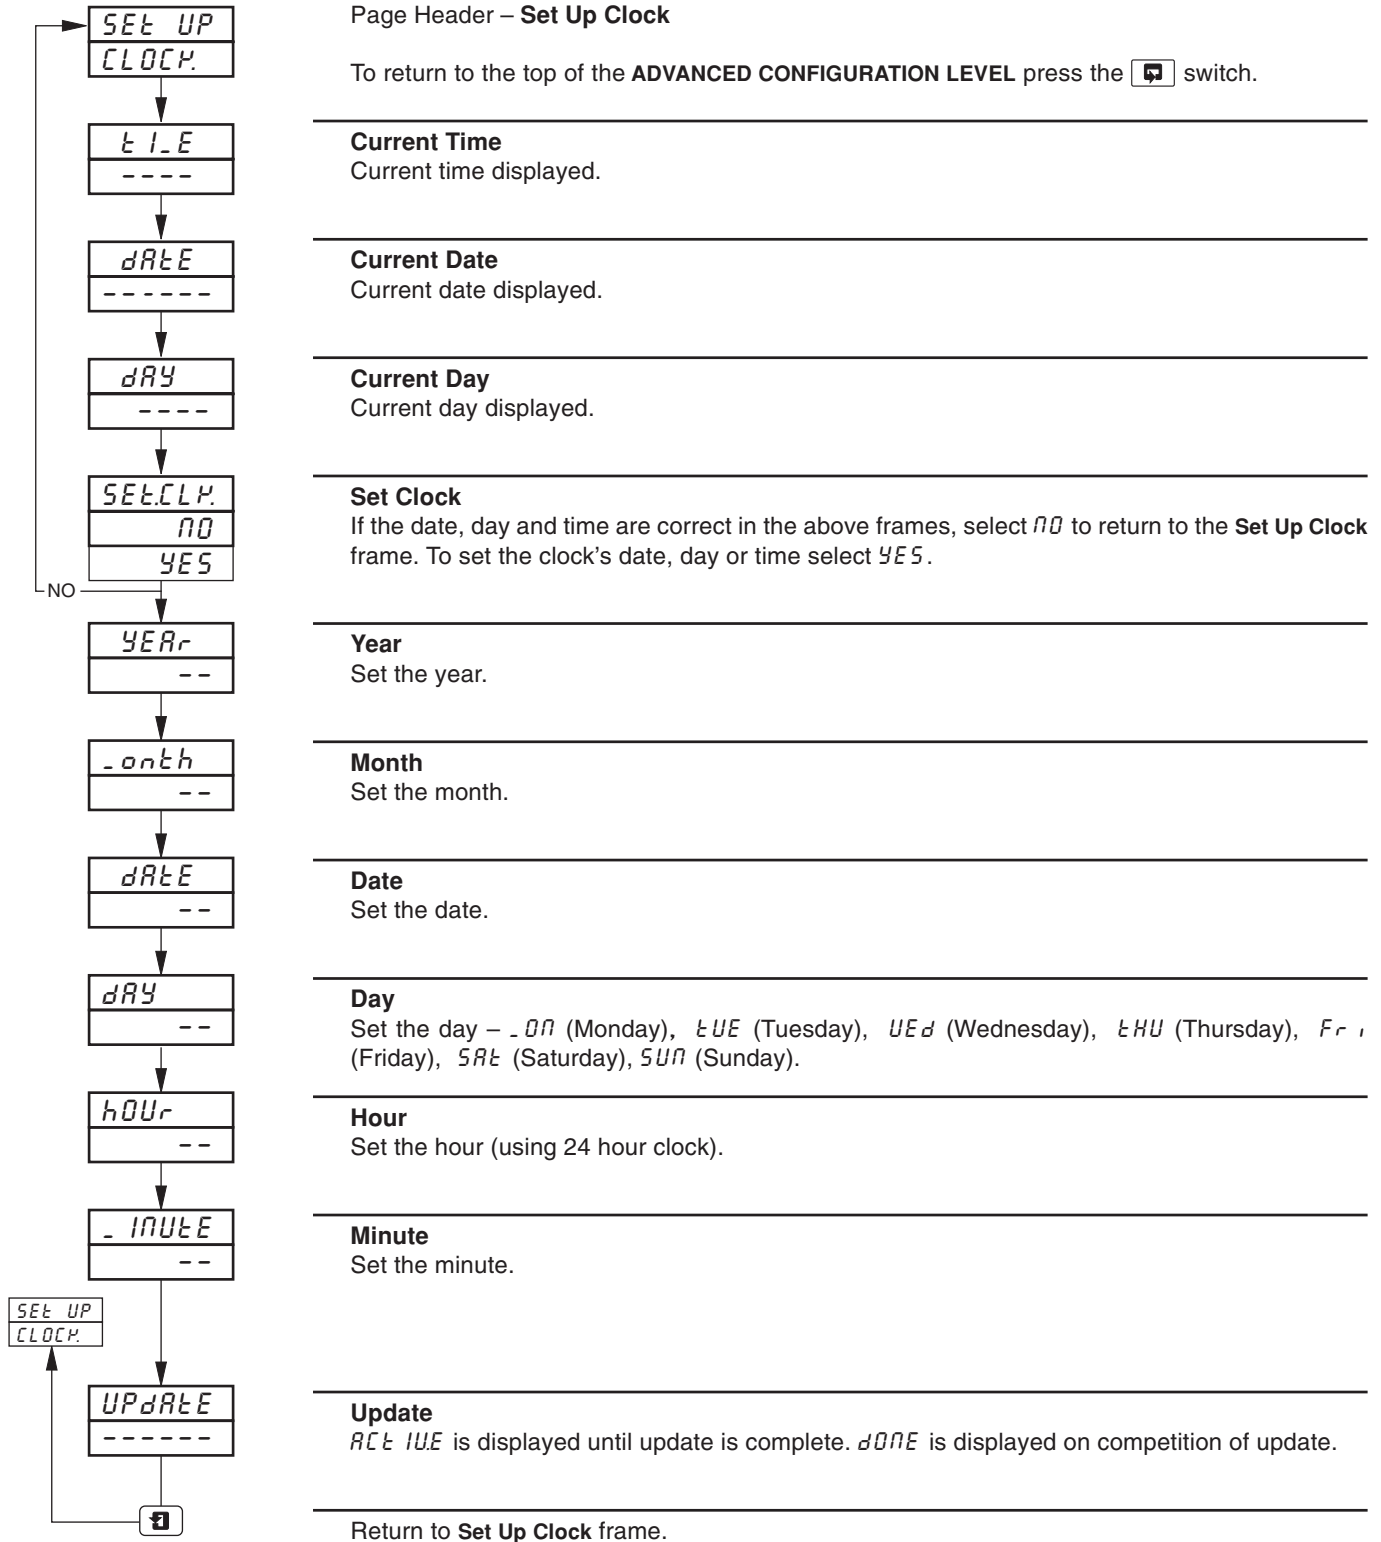 SEt UP
CLOCK.
Page Header – Set Up Clock
To return to the top of the ADVANCED CONFIGURATION LEVEL press the switch.
tI_E
----
Current Time
Current time displayed.
dAtE
------
Current Date
Current date displayed.
dAY
----
Current Day
Current day displayed.
SEt.CLK.
NO
YES
NO
Set Clock
If the date, day and time are correct in the above frames, select NO to return to the Set Up Clock
frame. To set the clock's date, day or time select YES.
YEAr
--
Year
Set the year.
_onth
--
Month
Set the month.
dAtE
--
Date
Set the date.
dAY
--
Day
Set the day – _ON (Monday), tUE (Tuesday), UEd (Wednesday), tHU (Thursday), Fri
(Friday), SAt (Saturday), SUN (Sunday).
hOUr
--
Hour
Set the hour (using 24 hour clock).
_INUtE
--
Minute
Set the minute.
SEt UP
CLOCK.
UPdAtE
------
Update
ACtIU.E is displayed until update is complete. dONE is displayed on competition of update.
Return to Set Up Clock frame.